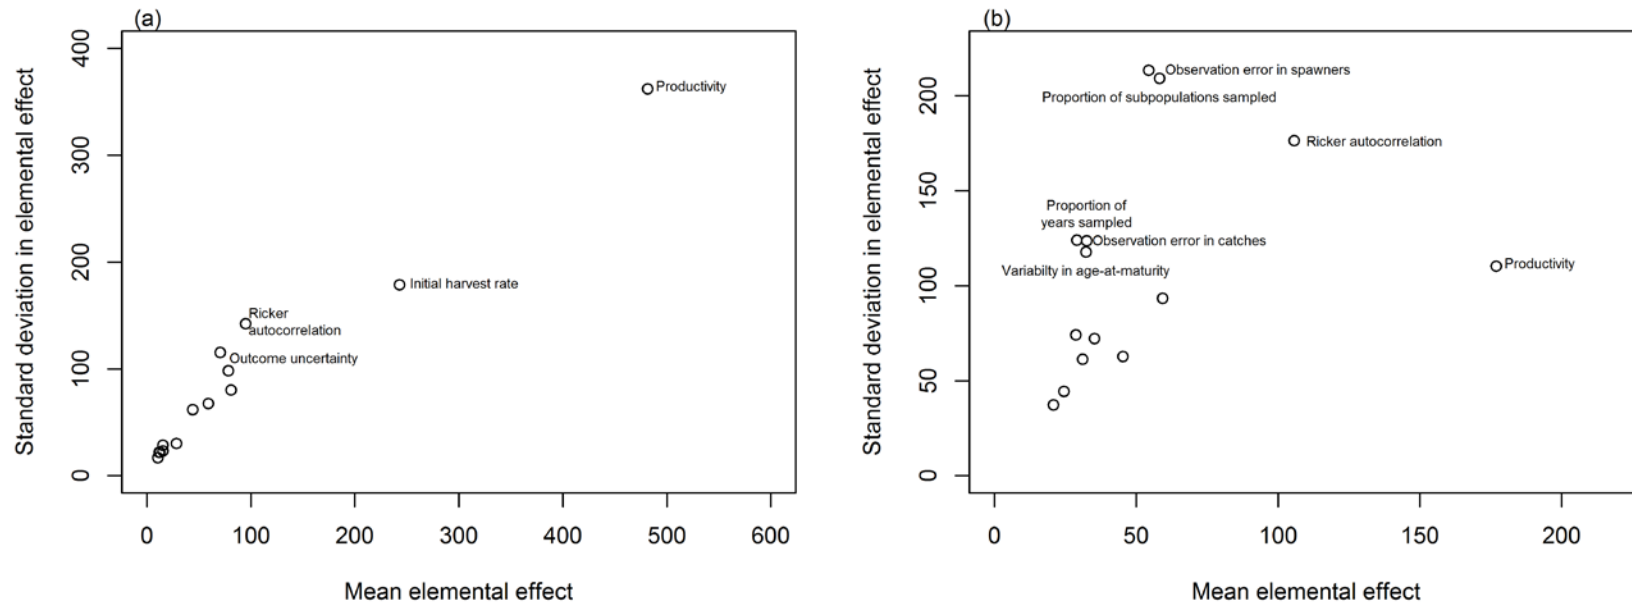 (a)
Standard deviation in elemental effect
400
300
200
100
0
Productivity
Initial harvest rate
Ricker
autocorrelation
Outcome uncertainty
0 100 200 300 400 500 600
Mean elemental effect
(b)
Standard deviation in elemental effect
200
150
100
50
0
Observation error in spawners
Proportion of subpopulations sampled
Ricker autocorrelation
Proportion of
years sampled
Observation error in catches
Variabilty in age-at-maturity
Productivity
0 50 100 150 200
Mean elemental effect